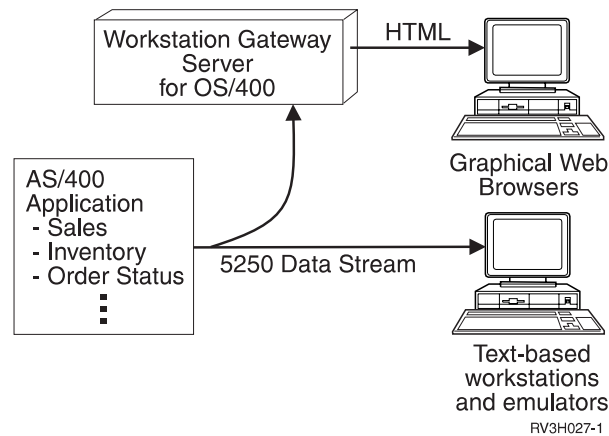 Workstation Gateway
Server
for OS/400
HTML
Graphical Web
Browsers
AS/400
Application
- Sales
- Inventory
- Order Status
5250 Data Stream
Text-based
workstations
and emulators
RV3H027-1